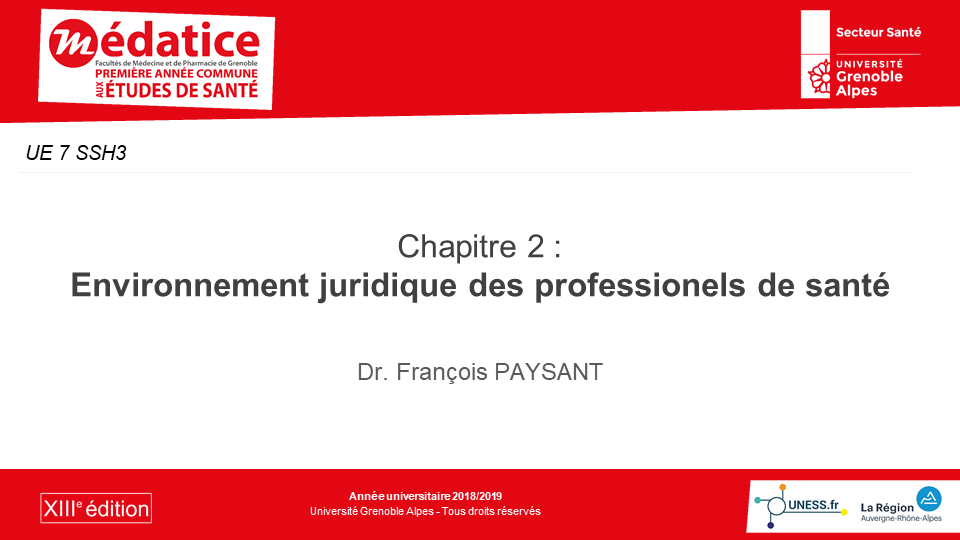 médatice
Facultés de Médecine et de Pharmacie de Grenoble
PREMIÈRE ANNÉE COMMUNE
AUX ÉTUDES DE SANTÉ
Secteur Santé
UNIVERSITÉ
Grenoble
Alpes
UE 7 SSH3
Chapitre 2 :
Environnement juridique des professionels de santé
Dr. François PAYSANT
XIIIe édition
Année universitaire 2018/2019
Université Grenoble Alpes - Tous droits réservés
UNESS.fr
La Région
Auvergne-Rhône-Alpes